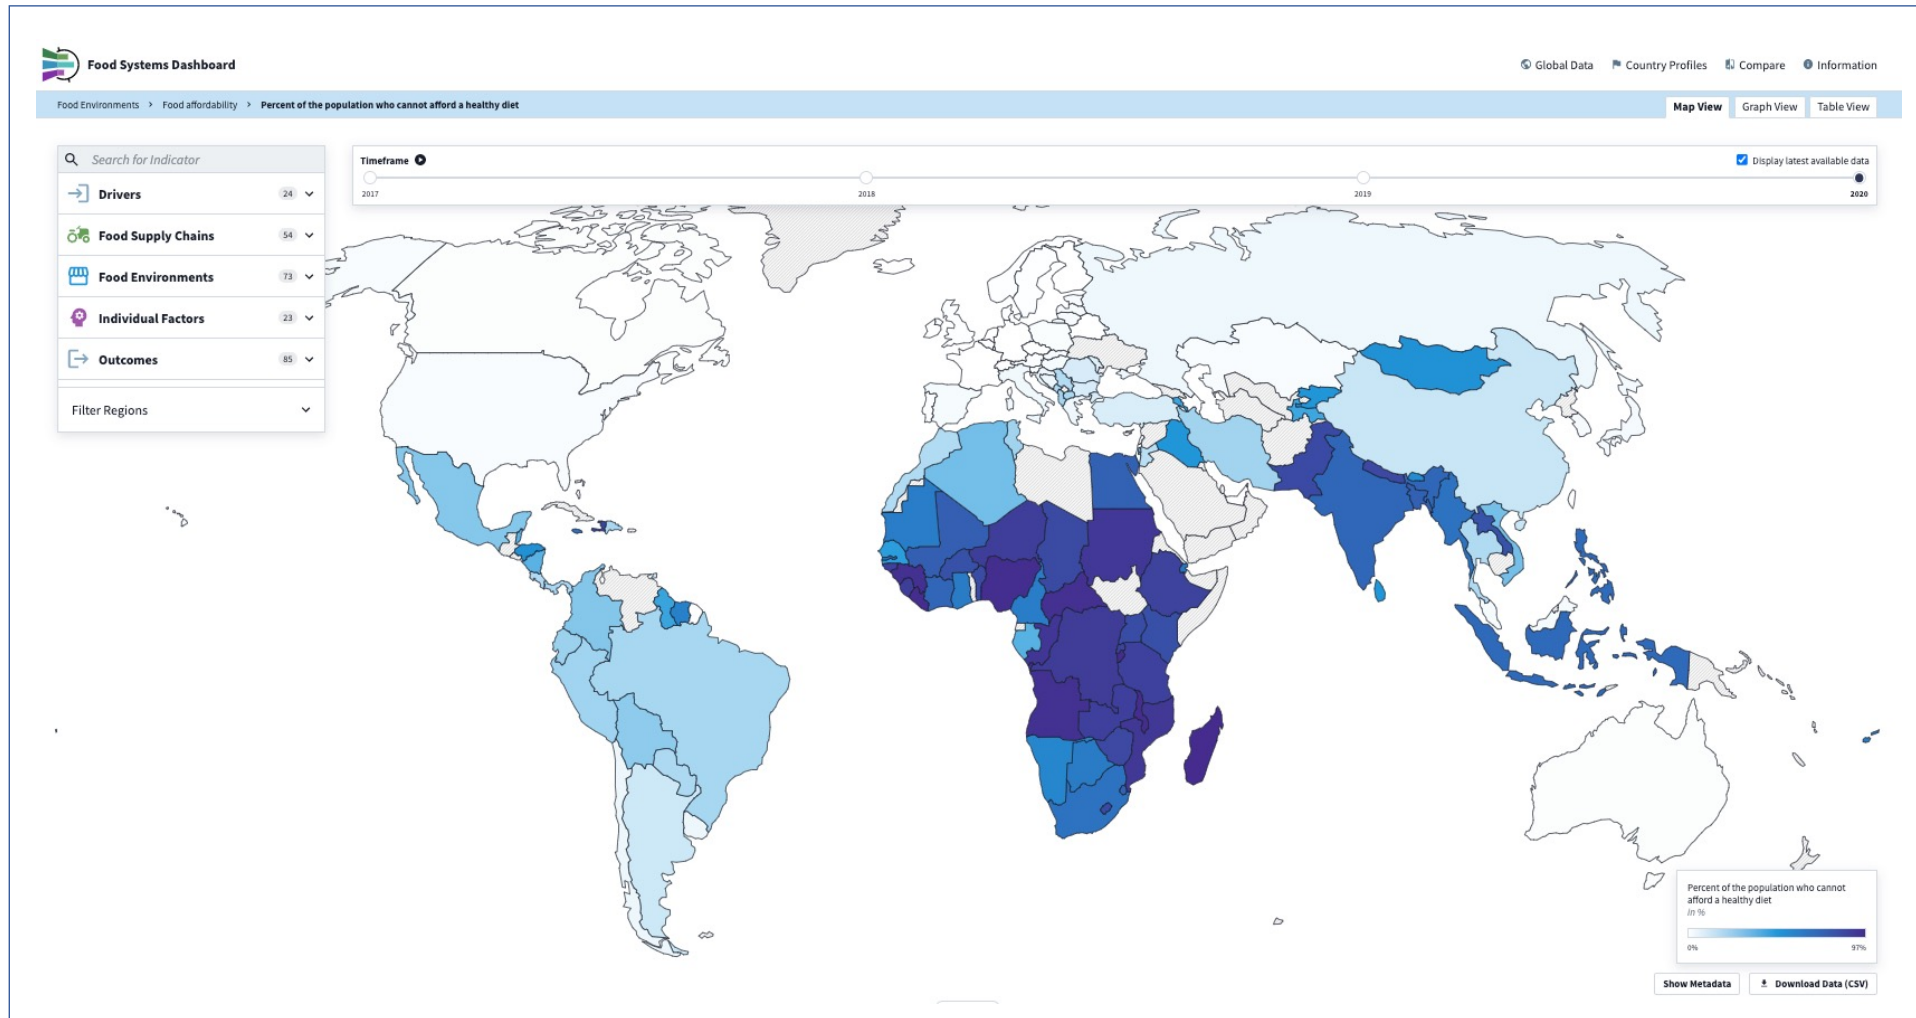 Food Systems Dashboard
Global Data Country Profiles Compare Information
Food Environments > Food affordability > Percent of the population who cannot afford a healthy diet
Map View Graph View Table View
Search for Indicator
Drivers 24
Food Supply Chains 54
Food Environments 73
Individual Factors 23
Outcomes 85
Filter Regions
Timeframe
Display latest available data
2017 2018 2019 2020
Percent of the population who cannot
afford a healthy diet
In %
0% 97%
Show Metadata Download Data (CSV)